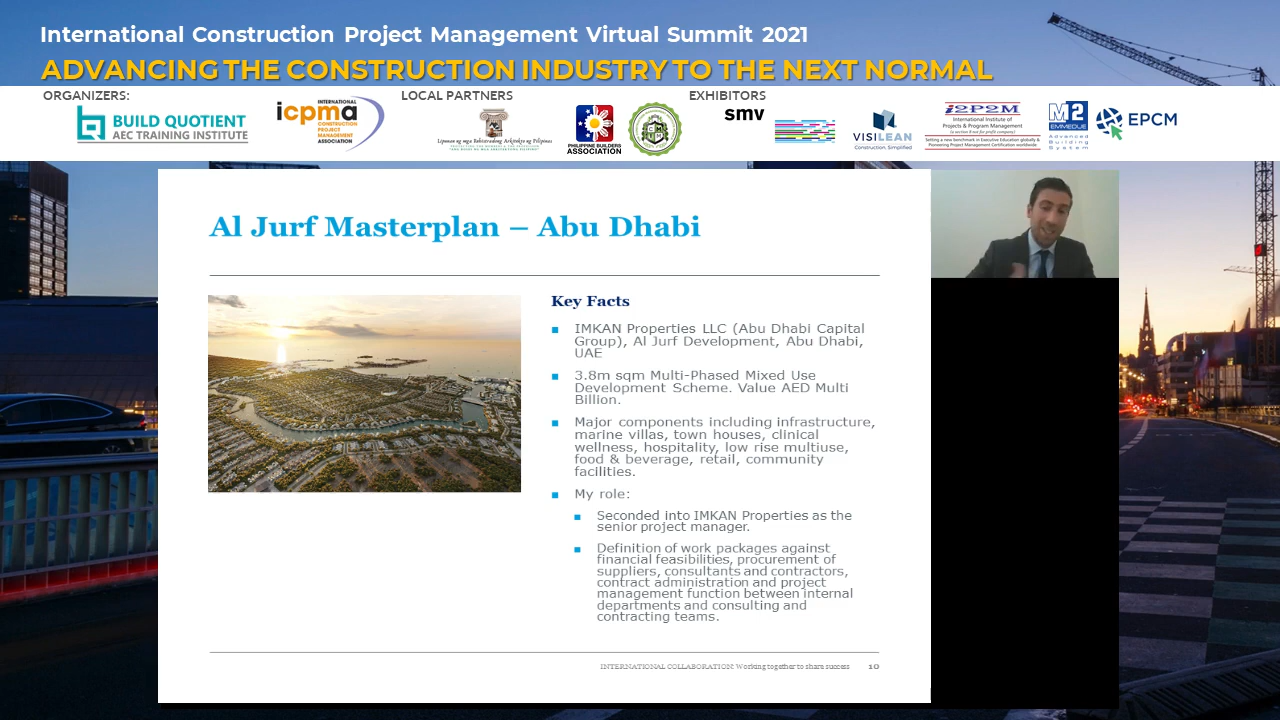 International Construction Project Management Virtual Summit 2021
ADVANCING THE CONSTRUCTION INDUSTRY TO THE NEXT NORMAL
ORGANIZERS:
LOCAL PARTNERS
EXHIBITORS
BUILD QUOTIENT
AEC TRAINING INSTITUTE
INTERNATIONAL
icpma
CONSTRUCTION
PROJECT
MANAGEMENT
ASSOCIATION
PHILIPPINE BUILDERS
ASSOCIATION
smv
VISILEAN
Construction Simplified
I2P2M
International Institute of
Projects & Program Management
M2
EMMEDUE
Advanced
Building
System
EPCM
Al Jurf Masterplan – Abu Dhabi
Key Facts
IMKAN Properties LLC (Abu Dhabi Capital
Group), Al Jurf Development, Abu Dhabi,
UAE
3.8m sqm Multi-Phased Mixed Use
Development Scheme. Value AED Multi
Billion.
Major components including infrastructure,
marine villas, town houses, clinical
wellness, hospitality, low rise multiuse,
food & beverage, retail, community
facilities.
My role:
Seconded into IMKAN Properties as the
senior project manager.
Definition of work packages against
financial feasibilities, procurement of
suppliers, consultants and contractors,
contract administration and project
management function between internal
departments and consulting and
contracting teams.
INTERNATIONAL COLLABORATION: Working together to share success 10